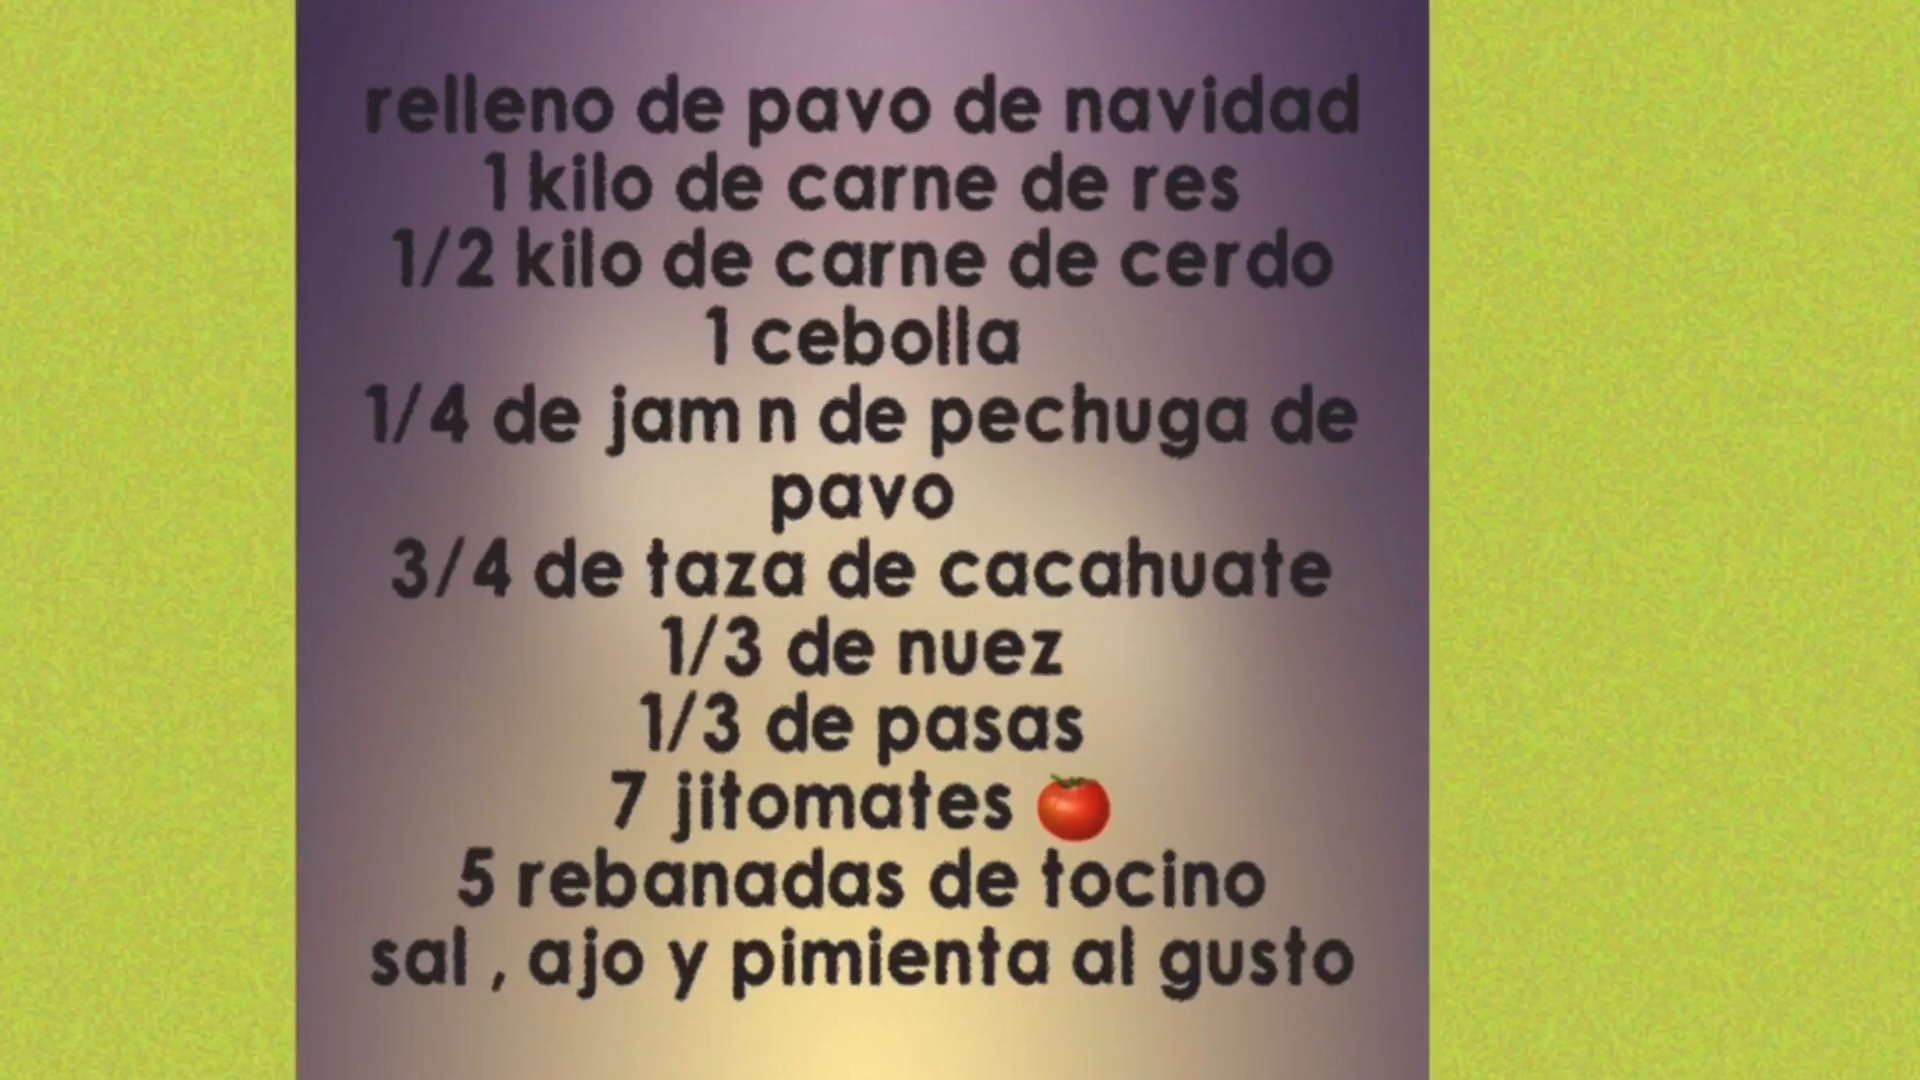 relleno de pavo de navidad
1 kilo de carne de res
1/2 kilo de carne de cerdo
1 cebolla
1/4 de jam n de pechuga de
pavo
3/4 de taza de cacahuate
1/3 de nuez
1/3 de pasas
7 jitomates 🍅
5 rebanadas de tocino
sal , ajo y pimienta al gusto